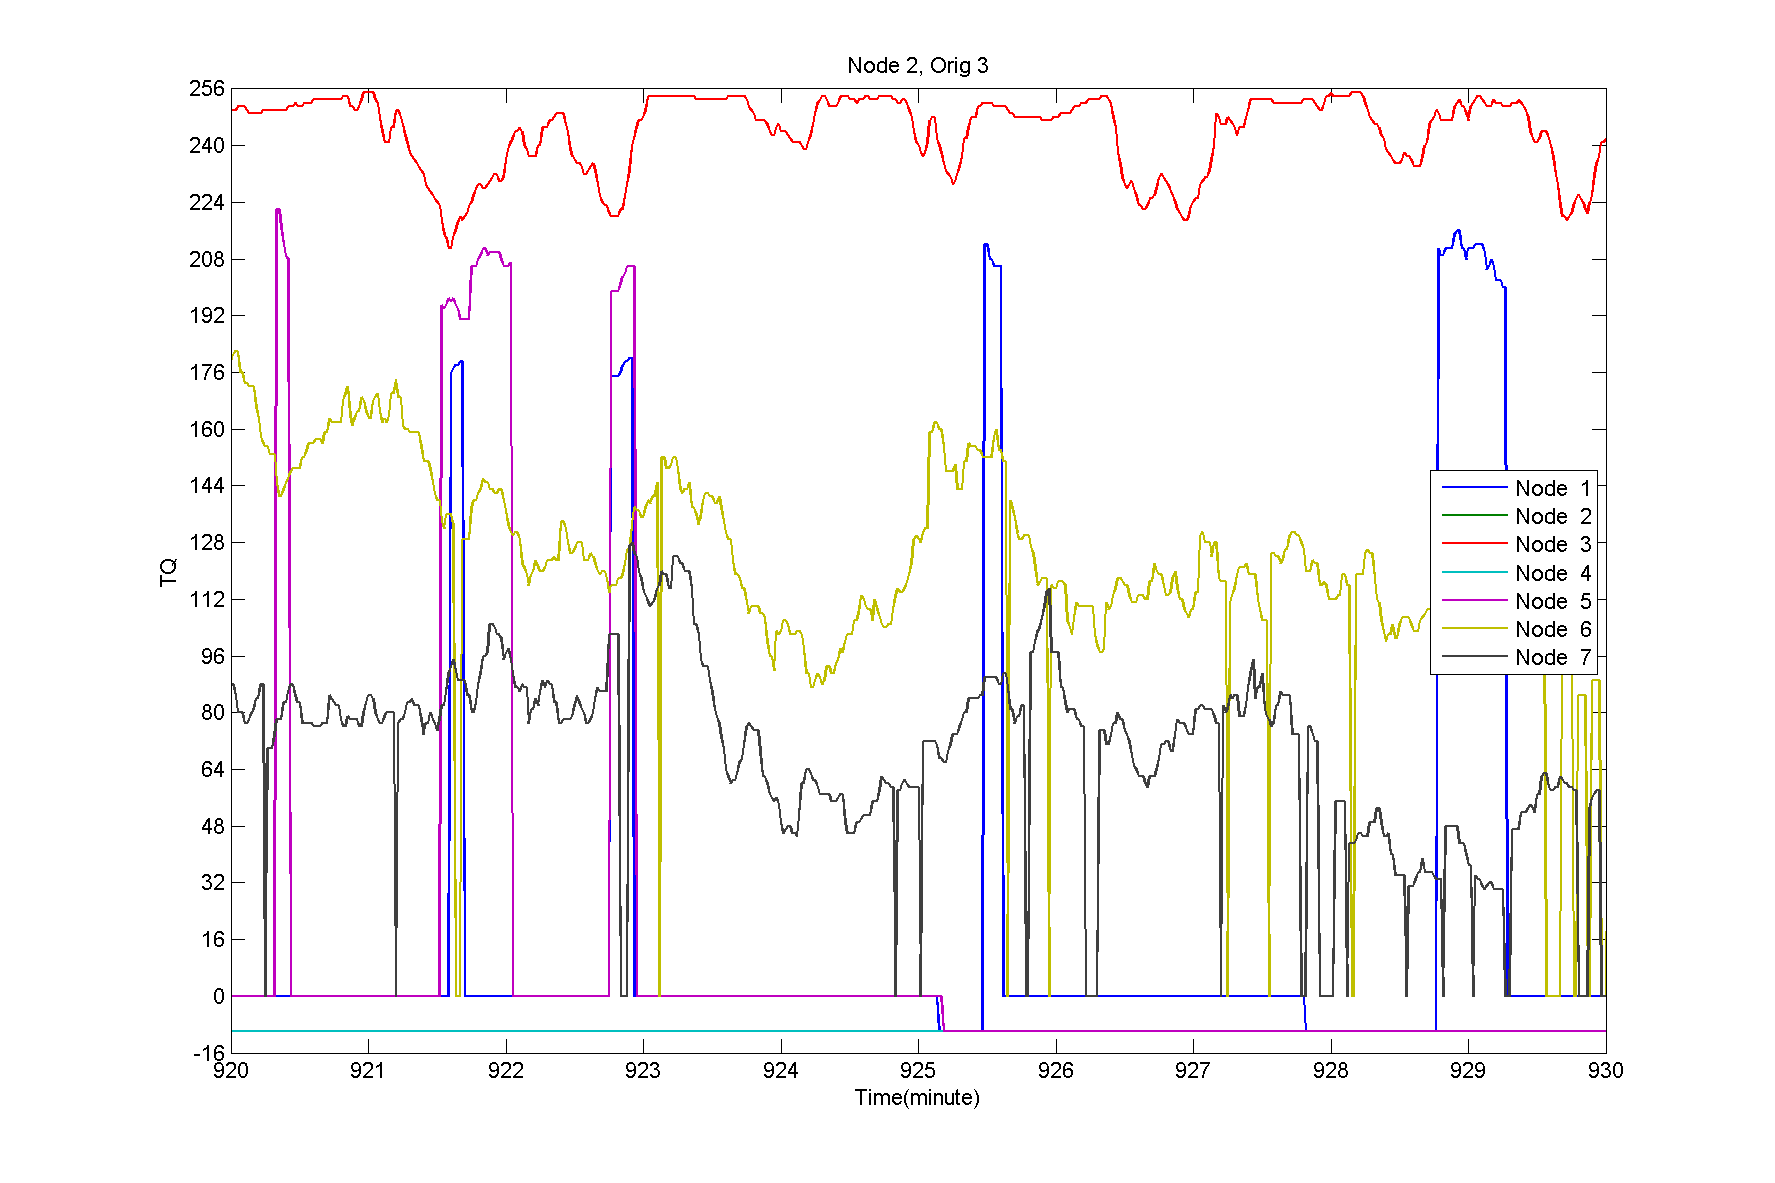 Node 2, Orig 3
256
240
224
208
192
176
160
144
128
112
96
80
64
48
32
16
0
-16
TQ
Node 1
Node 2
Node 3
Node 4
Node 5
Node 6
Node 7
920 921 922 923 924 925 926 927 928 929 930
Time(minute)